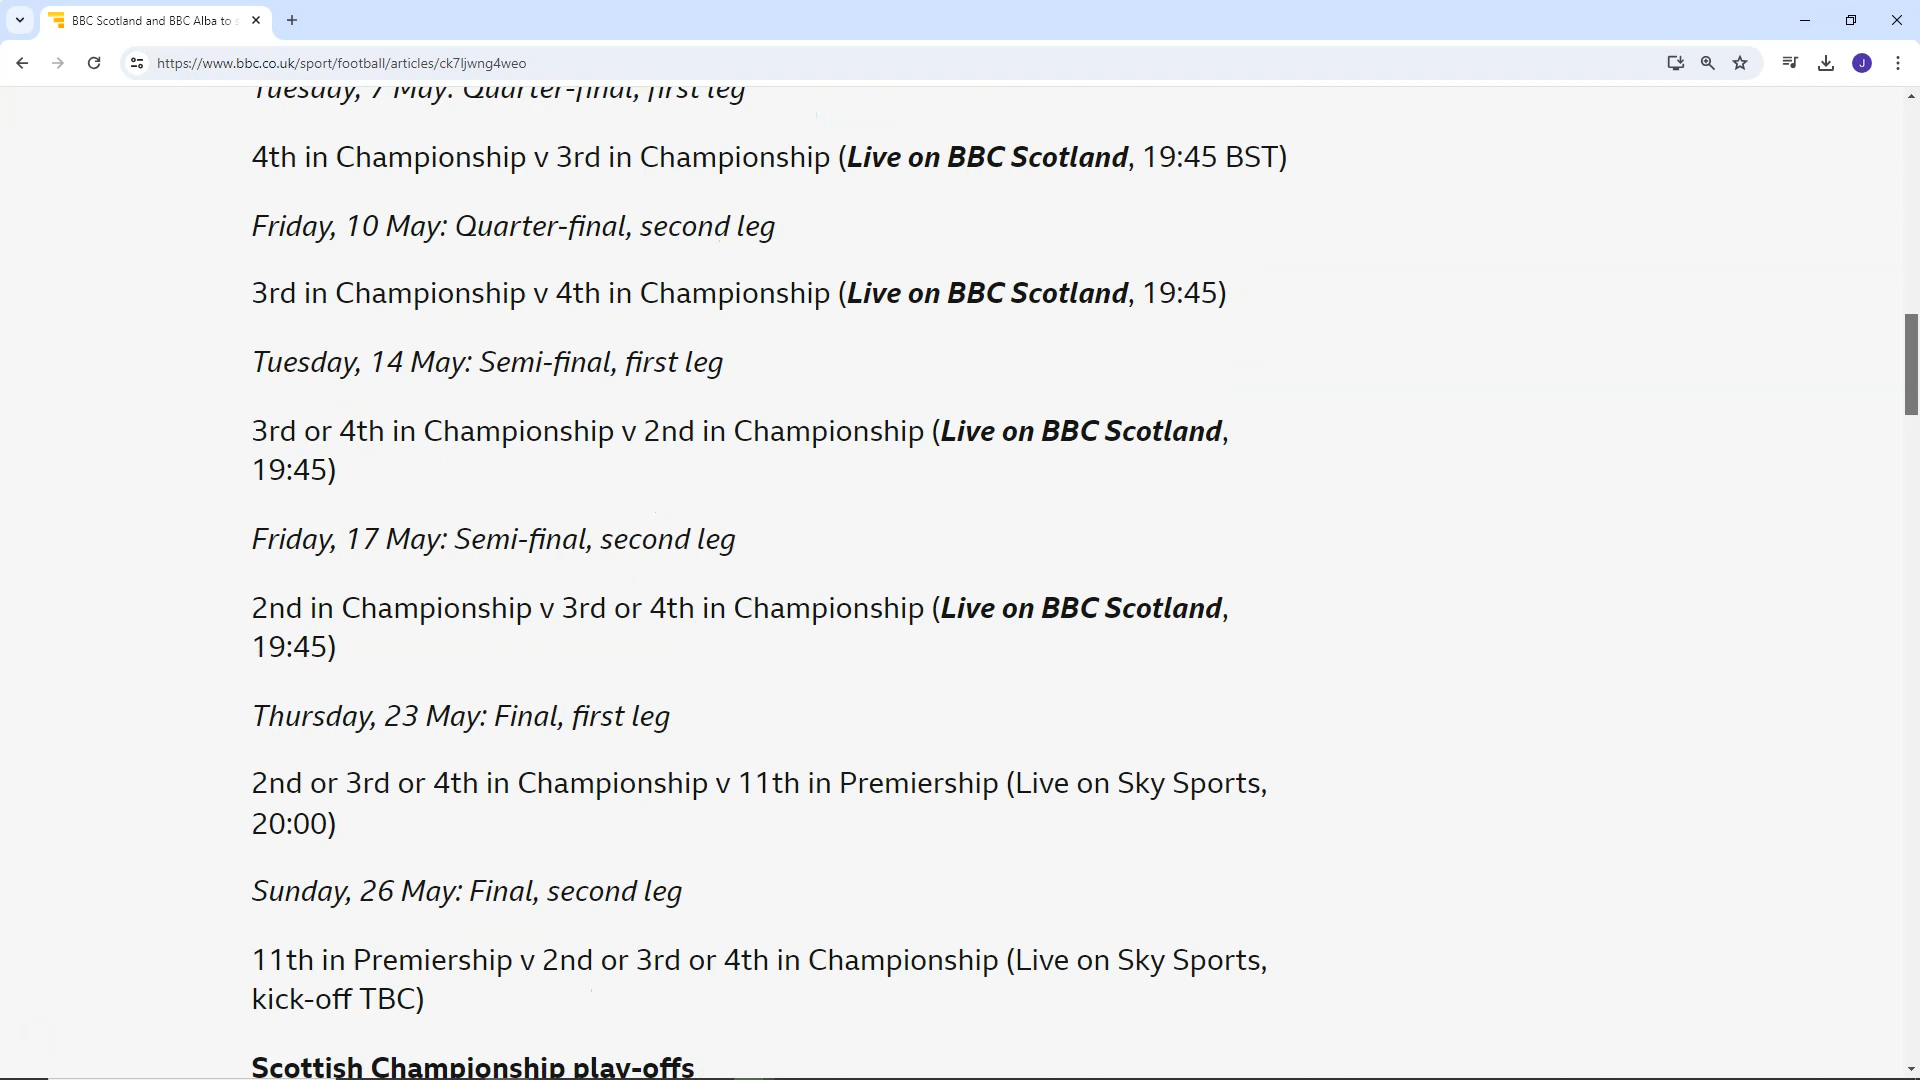 BBC Scotland and BBC Alba to s
https://www.bbc.co.uk/sport/football/articles/ck7ljwng4weo
J
Tuesday, 7 May: Quarter-final, first leg
4th in Championship v 3rd in Championship (Live on BBC Scotland, 19:45 BST)
Friday, 10 May: Quarter-final, second leg
3rd in Championship v 4th in Championship (Live on BBC Scotland, 19:45)
Tuesday, 14 May: Semi-final, first leg
3rd or 4th in Championship v 2nd in Championship (Live on BBC Scotland,
19:45)
Friday, 17 May: Semi-final, second leg
2nd in Championship v 3rd or 4th in Championship (Live on BBC Scotland,
19:45)
Thursday, 23 May: Final, first leg
2nd or 3rd or 4th in Championship v 11th in Premiership (Live on Sky Sports,
20:00)
Sunday, 26 May: Final, second leg
11th in Premiership v 2nd or 3rd or 4th in Championship (Live on Sky Sports,
kick-off TBC)
Scottish Championship play-offs